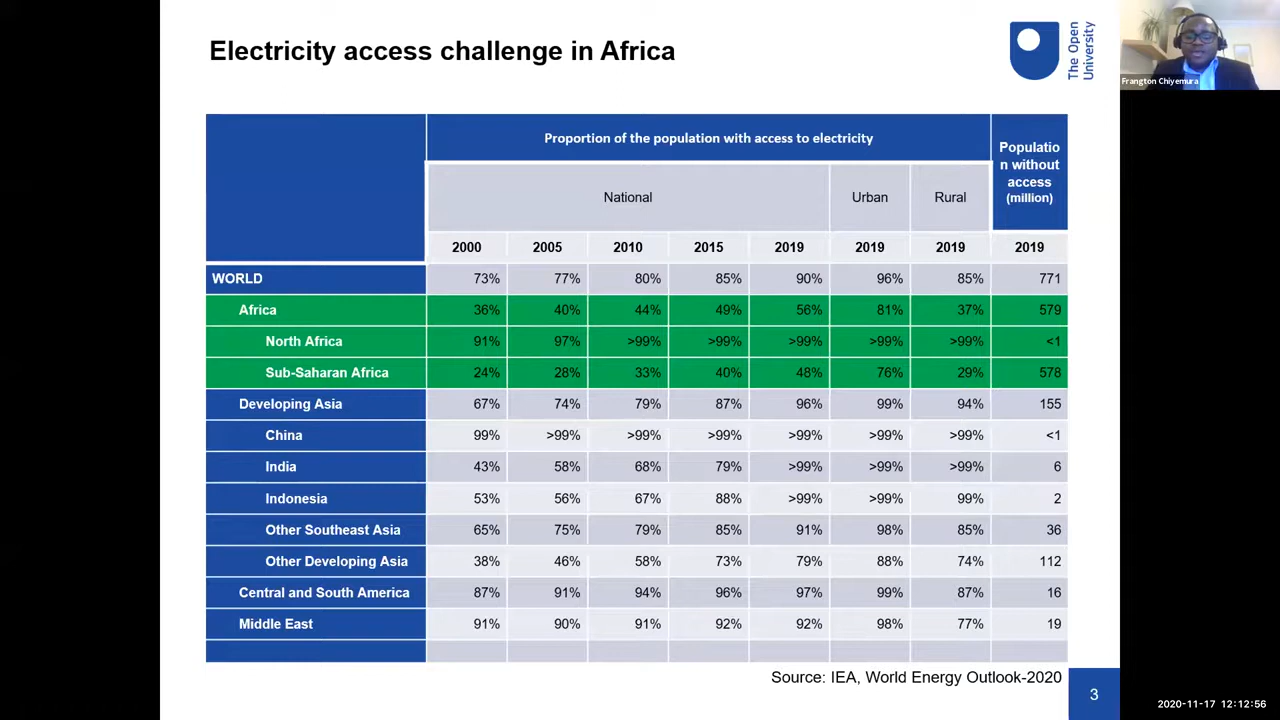 Electricity access challenge in Africa
The Open
University
Frangton Chiyemura
Proportion of the population with access to electricity
Populatio
n without
access
(million)
National Urban Rural
2000 2005 2010 2015 2019 2019 2019 2019
WORLD 73% 77% 80% 85% 90% 96% 85% 771
Africa 36% 40% 44% 49% 56% 81% 37% 579
North Africa 91% 97% >99% >99% >99% >99% >99% <1
Sub-Saharan Africa 24% 28% 33% 40% 48% 76% 29% 578
Developing Asia 67% 74% 79% 87% 96% 99% 94% 155
China 99% >99% >99% >99% >99% >99% >99% <1
India 43% 58% 68% 79% >99% >99% >99% 6
Indonesia 53% 56% 67% 88% >99% >99% 99% 2
Other Southeast Asia 65% 75% 79% 85% 91% 98% 85% 36
Other Developing Asia 38% 46% 58% 73% 79% 88% 74% 112
Central and South America 87% 91% 94% 96% 97% 99% 87% 16
Middle East 91% 90% 91% 92% 92% 98% 77% 19
Source: IEA, World Energy Outlook-2020
3
2020-11-17 12:12:56